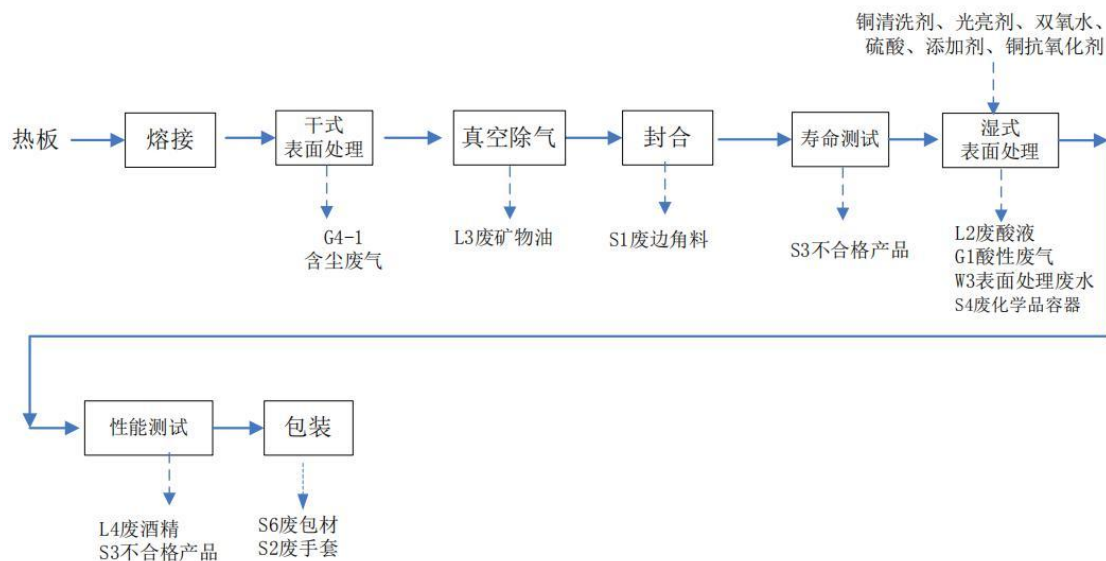 铜清洗剂、光亮剂、双氧水、
硫酸、添加剂、铜抗氧化剂
热板
熔接
干式
表面处理
真空除气
封合
寿命测试
湿式
表面处理
G4-1
含尘废气
L3废矿物油
S1废边角料
S3不合格产品
L2废酸液
G1酸性废气
W3表面处理废水
S4废化学品容器
性能测试
包装
L4废酒精
S3不合格产品
S6废包材
S2废手套